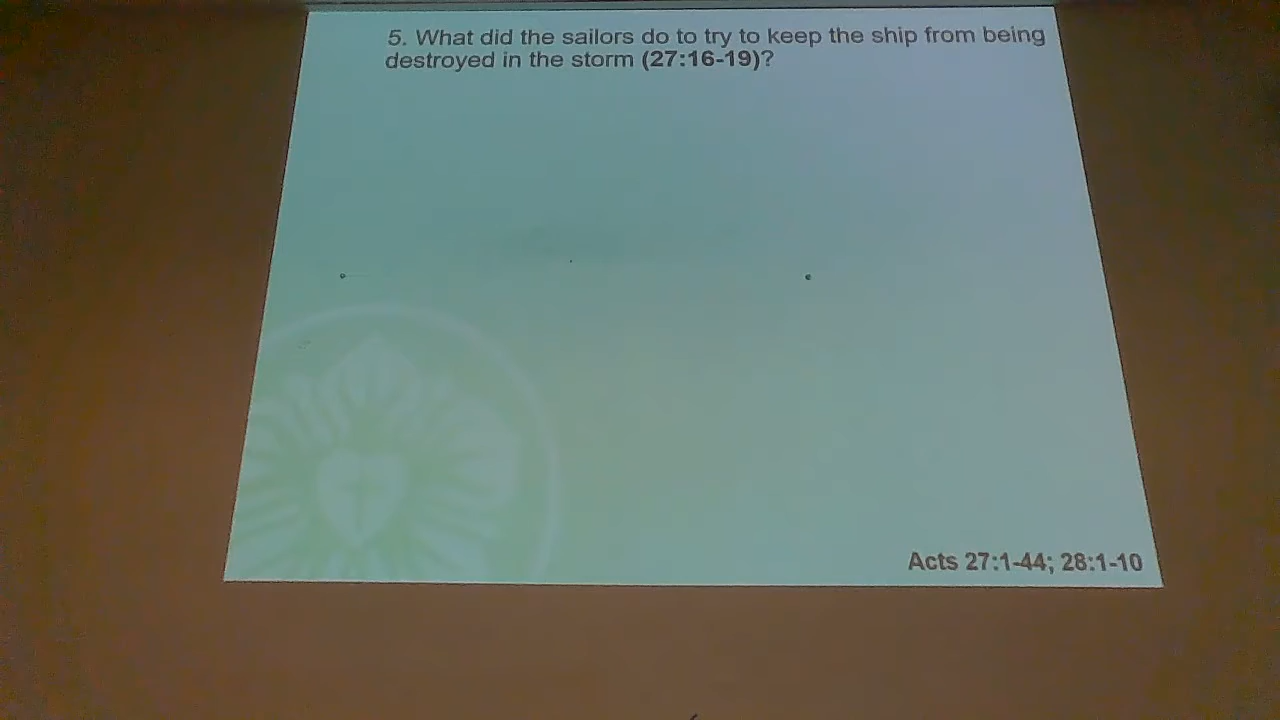 5. What did the sailors do to try to keep the ship from being
destroyed in the storm (27:16-19)?
Acts 27:1-44; 28:1-10